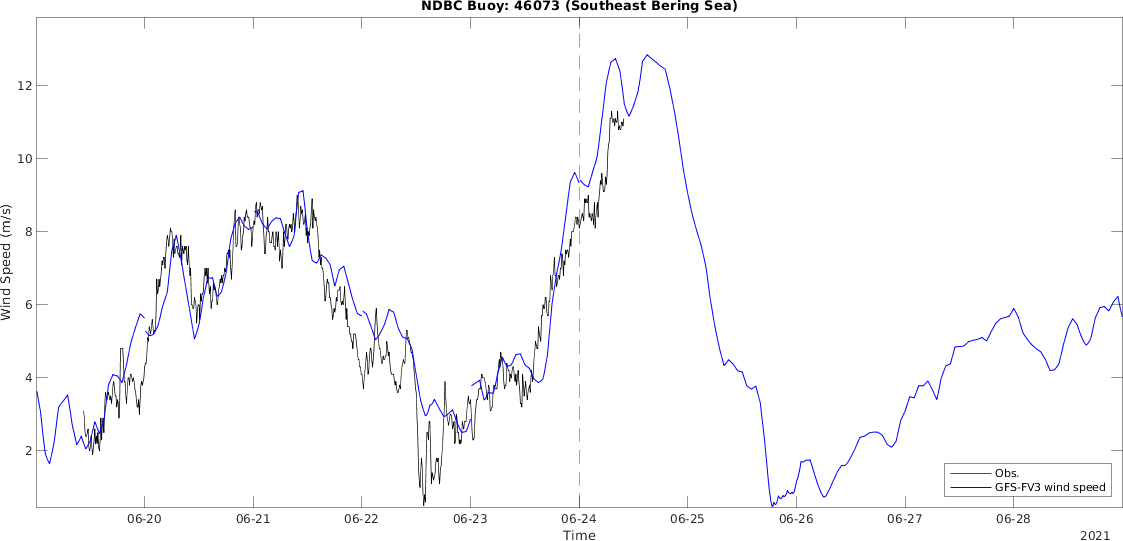 NDBC Buoy: 46073 (Southeast Bering Sea)
Wind Speed (m/s)
12
10
8
6
4
2
Obs.
GFS-FV3 wind speed
06-20 06-21 06-22 06-23 06-24 06-25 06-26 06-27 06-28
Time
2021